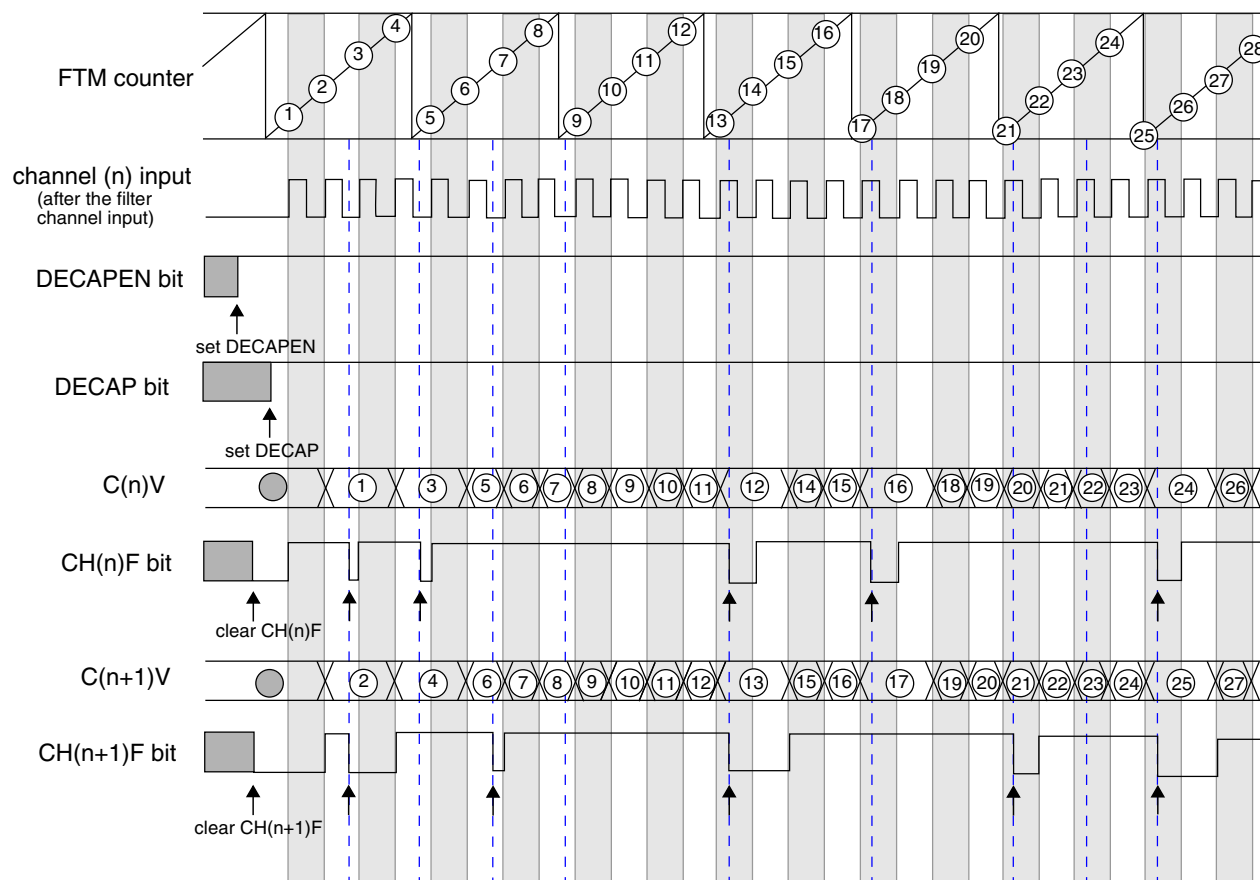 4 8 12 16 20 24 28
3 7 11 15 19 23 27
FTM counter
2 6 10 14 18 22 26
1 5 9 13 17 21 25
channel (n) input
(after the filter
channel input)
DECAPEN bit
set DECAPEN
DECAP bit
set DECAP
C(n)V 1 3 5 6 7 8 9 10 11 12 14 15 16 18 19 20 21 22 23 24 26
CH(n)F bit
clear CH(n)F
C(n+1)V 2 4 6 7 8 9 10 11 12 13 15 16 17 19 20 21 22 23 24 25 27
CH(n+1)F bit
clear CH(n+1)F